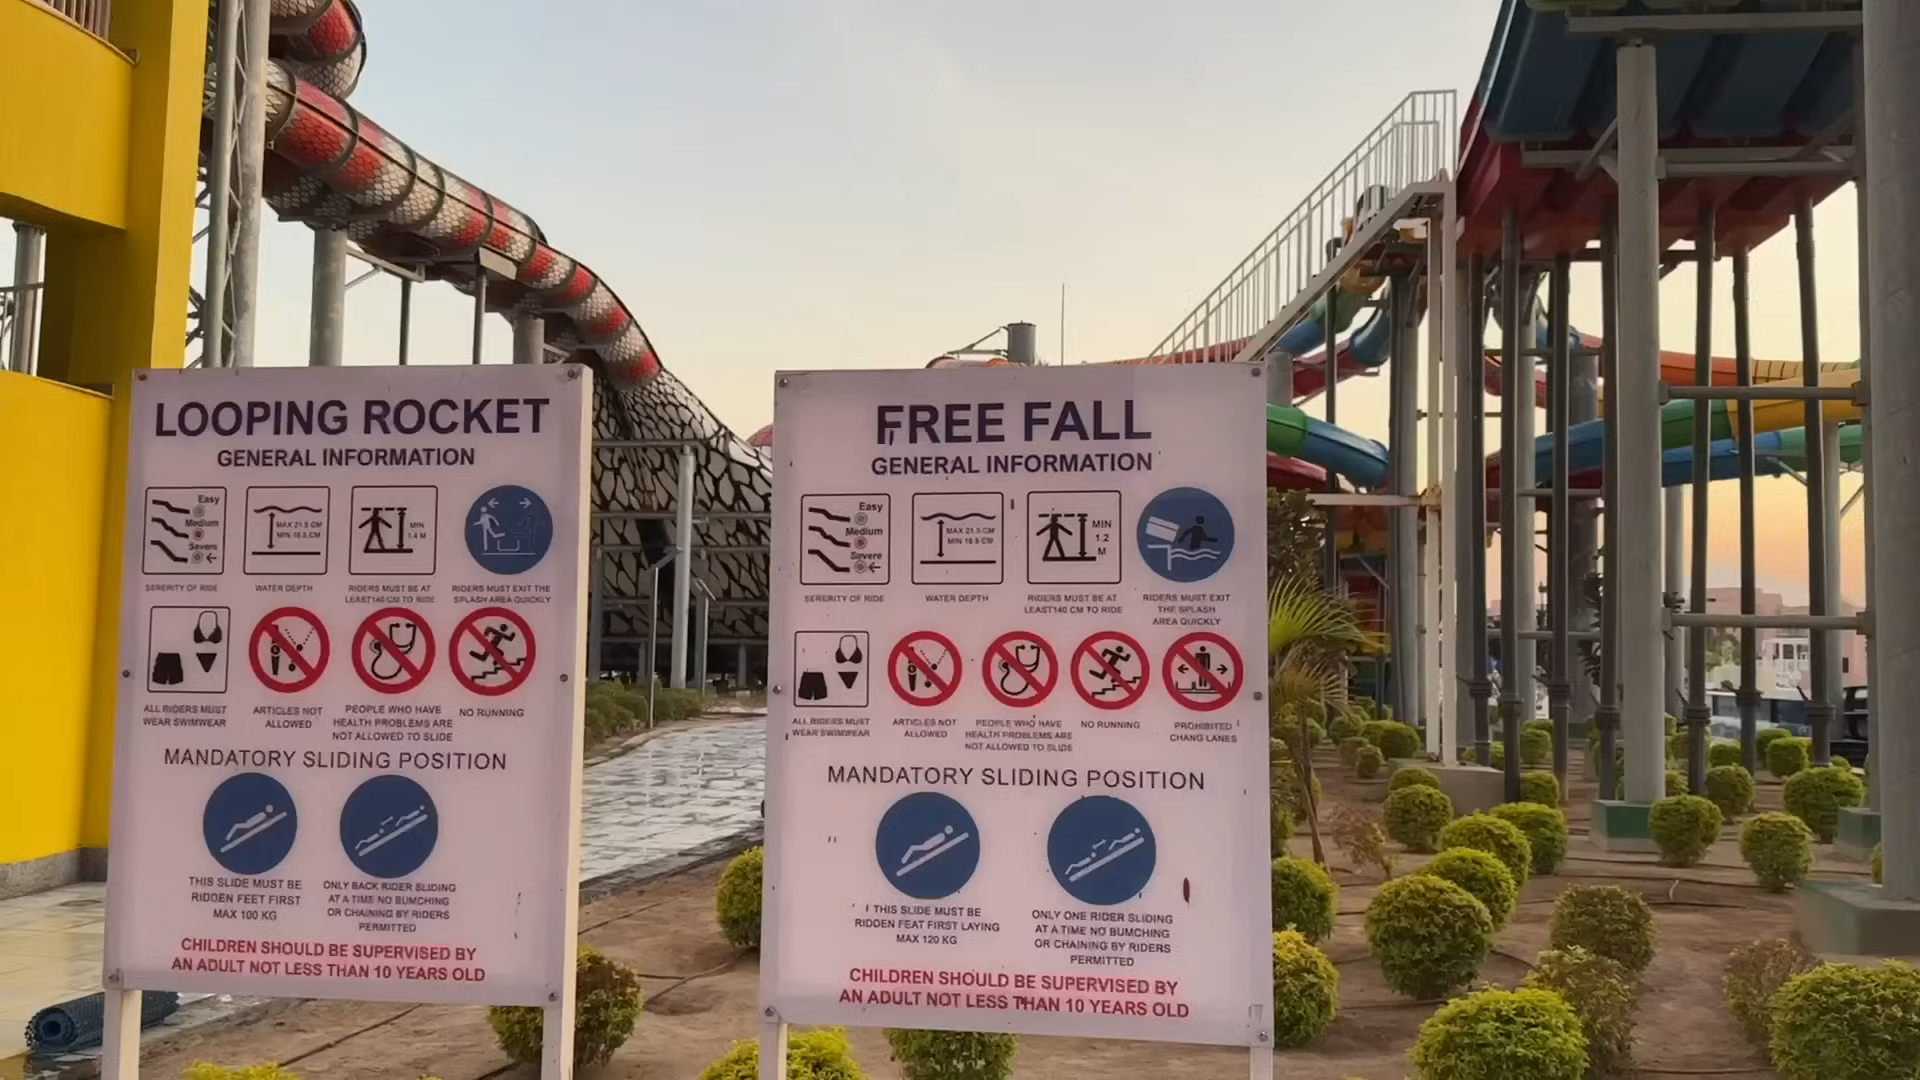 LOOPING ROCKET
GENERAL INFORMATION
Easy
Medium
Severe
MAX 21.5 CM
MIN 18.5 CM
MIN
1.4 M
SERERITY OF RIDE
WATER DEPTH
RIDERS MUST BE AT
LEAST140 CM TO RIDE
RIDERS MUST EXIT THE
SPLASH AREA QUICKLY
ALL RIDERS MUST
WEAR SWIMWEAR
ARTICLES NOT
ALLOWED
PEOPLE WHO HAVE
HEALTH PROBLEMS ARE
NOT ALLOWED TO SLIDE
NO RUNNING
MANDATORY SLIDING POSITION
THIS SLIDE MUST BE
RIDDEN FEET FIRST
MAX 100 KG
ONLY BACK RIDER SLIDING
AT A TIME NO BUMCHING
OR CHAINING BY RIDERS
PERMITTED
CHILDREN SHOULD BE SUPERVISED BY
AN ADULT NOT LESS THAN 10 YEARS OLD
FREE FALL
GENERAL INFORMATION
Easy
Medium
Severe
MAX 21.5 CM
MIN 18.5 CM
MIN
1.2
M
SERERITY OF RIDE
WATER DEPTH
RIDERS MUST BE AT
LEAST140 CM TO RIDE
RIDERS MUST EXIT
THE SPLASH
AREA QUICKLY
ALL RIDERS MUST
WEAR SWIMWEAR
ARTICLES NOT
ALLOWED
PEOPLE WHO HAVE
HEALTH PROBLEMS ARE
NOT ALLOWED TO SLIDE
NO RUNNING
PROHIBITED
CHANG LANES
MANDATORY SLIDING POSITION
THIS SLIDE MUST BE
RIDDEN FEAT FIRST LAYING
MAX 120 KG
ONLY ONE RIDER SLIDING
AT A TIME NO BUMCHING
OR CHAINING BY RIDERS
PERMITTED
CHILDREN SHOULD BE SUPERVISED BY
AN ADULT NOT LESS THAN 10 YEARS OLD